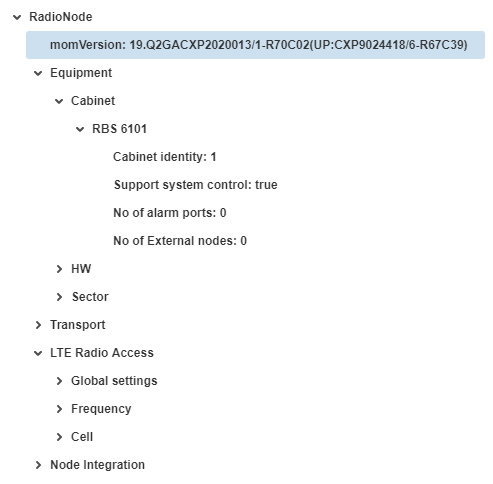 RadioNode
momVersion: 19.Q2GACXP2020013/1-R70C02(UP:CXP9024418/6-R67C39)
Equipment
Cabinet
RBS 6101
Cabinet identity: 1
Support system control: true
No of alarm ports: 0
No of External nodes: 0
HW
Sector
Transport
LTE Radio Access
Global settings
Frequency
Cell
Node Integration